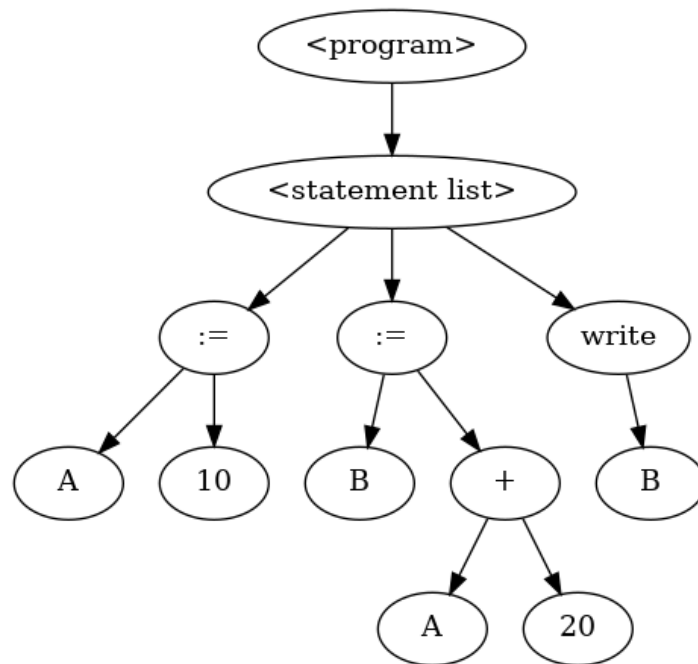 <program>
<statement list>
:=
:=
write
A
10
B
+
B
A
20